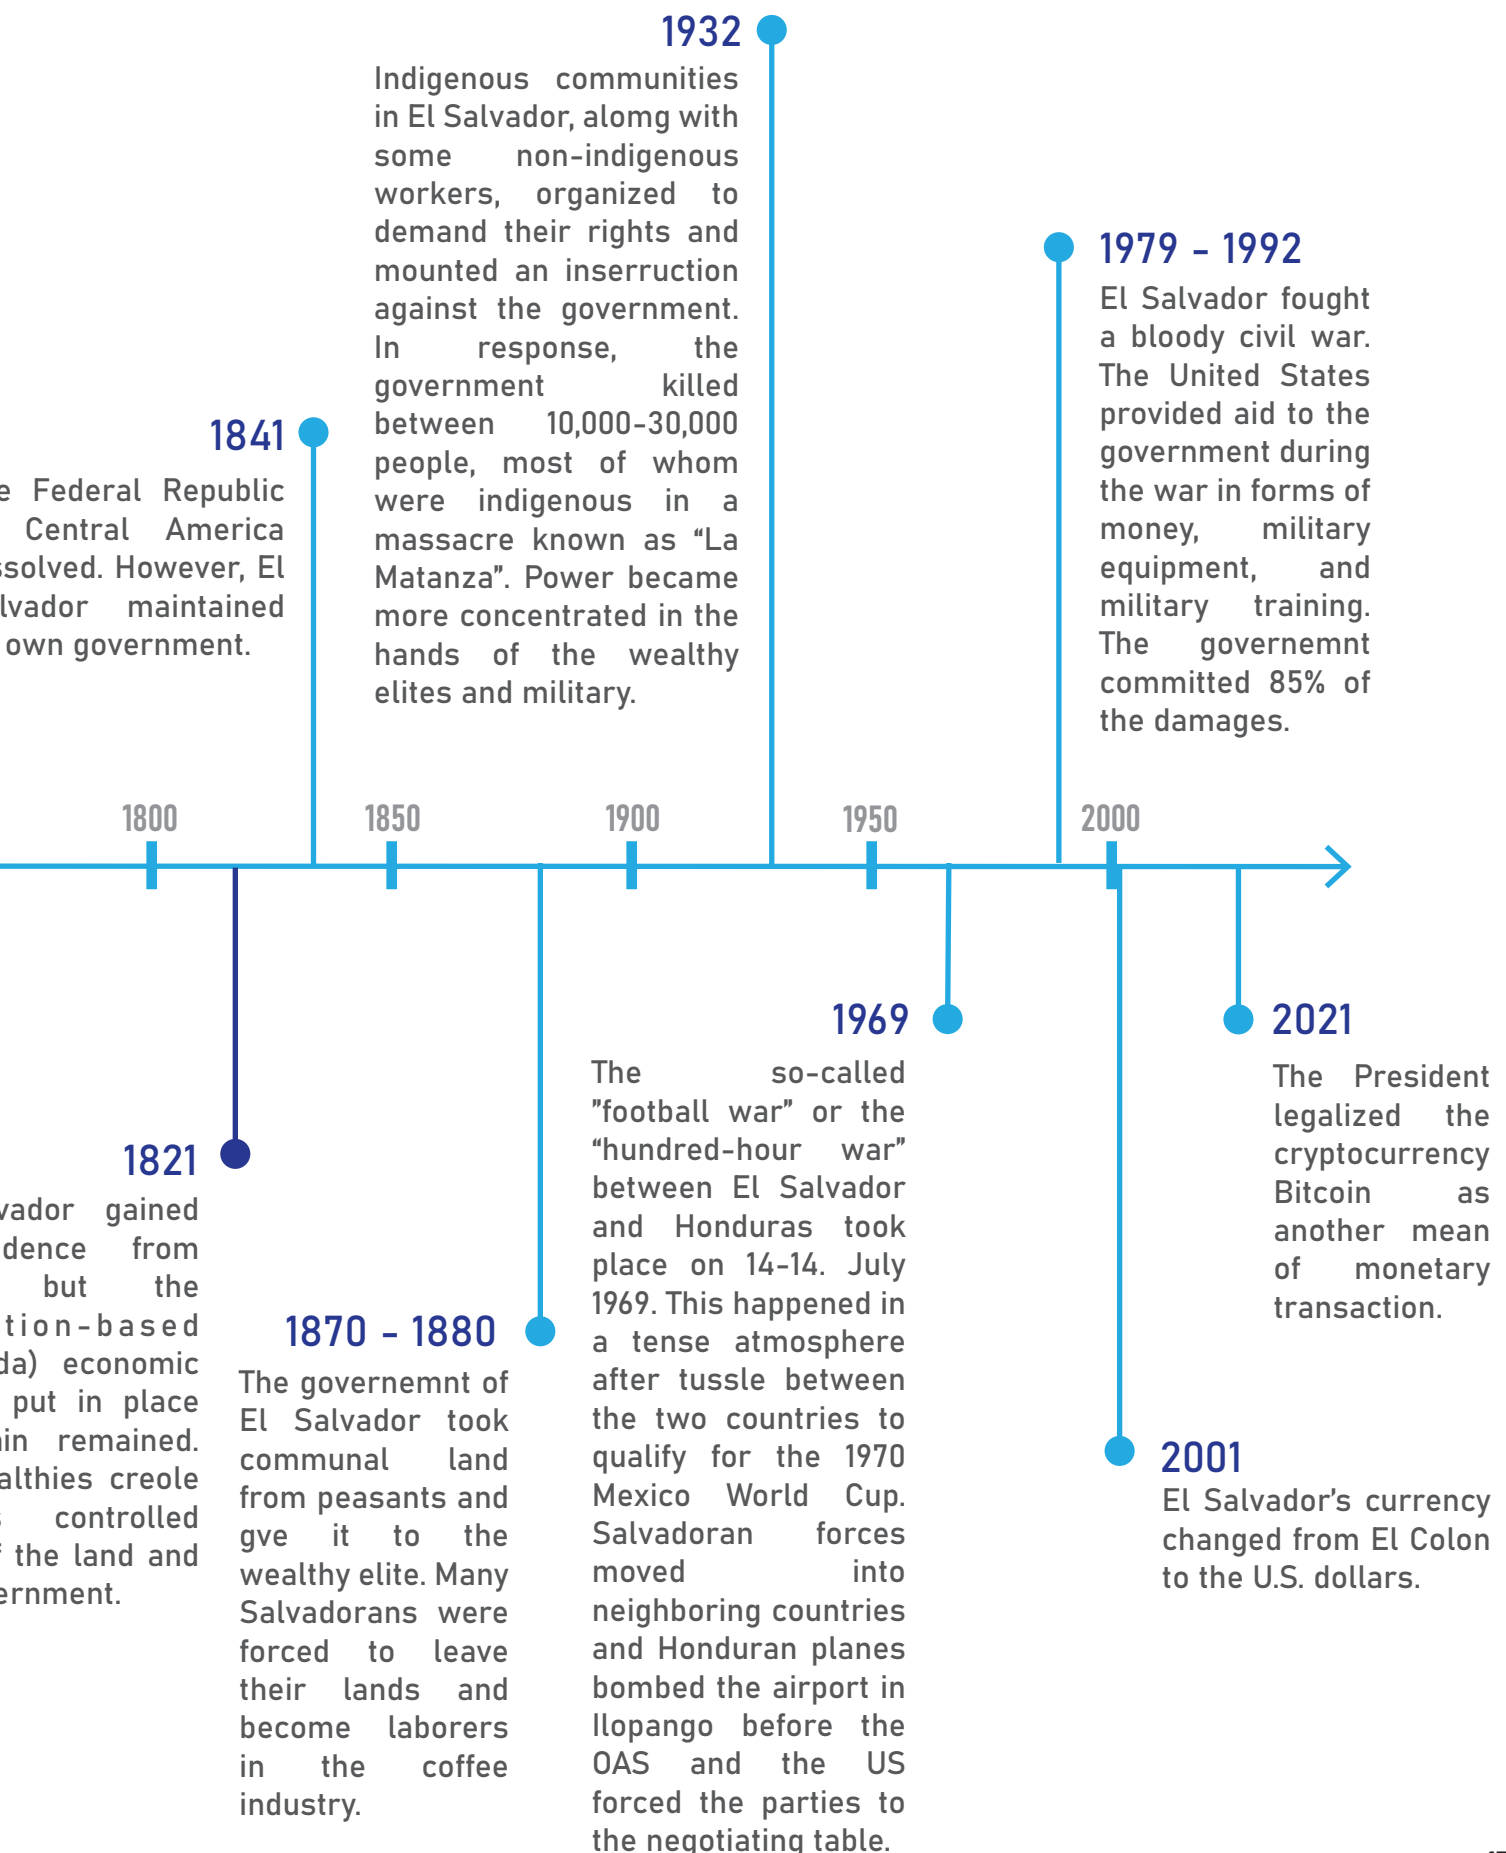 1932
Indigenous communities
in El Salvador, alomg with
some non-indigenous
workers, organized to
demand their rights and
mounted an inserruction
against the government.
In response, the
government killed
between 10,000-30,000
people, most of whom
were indigenous in a
massacre known as “La
Matanza”. Power became
more concentrated in the
hands of the wealthy
elites and military.
1979 - 1992
El Salvador fought
a bloody civil war.
The United States
provided aid to the
government during
the war in forms of
money, military
equipment, and
military training.
The governemnt
committed 85% of
the damages.
1841
e Federal Republic
Central America
ssolved. However, El
lvador maintained
own government.
1800
1850
1900
1950
2000
1821
vador gained
dence from
but the
tion-based
da) economic
put in place
in remained.
althies creole
s controlled
f the land and
ernment.
1870 - 1880
The governemnt of
El Salvador took
communal land
from peasants and
gve it to the
wealthy elite. Many
Salvadorans were
forced to leave
their lands and
become laborers
in the coffee
industry.
1969
The so-called
”football war” or the
“hundred-hour war”
between El Salvador
and Honduras took
place on 14-14. July
1969. This happened in
a tense atmosphere
after tussle between
the two countries to
qualify for the 1970
Mexico World Cup.
Salvadoran forces
moved into
neighboring countries
and Honduran planes
bombed the airport in
Ilopango before the
OAS and the US
forced the parties to
the negotiating table.
2021
The President
legalized the
cryptocurrency
Bitcoin as
another mean
of monetary
transaction.
2001
El Salvador’s currency
changed from El Colon
to the U.S. dollars.